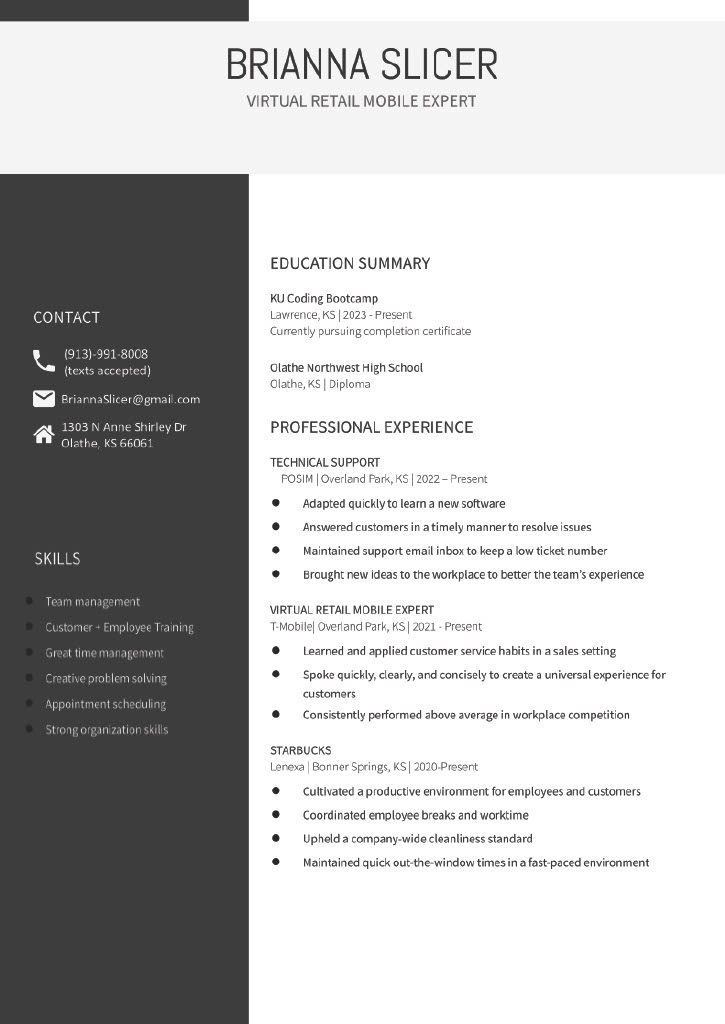 BRIANNA SLICER
VIRTUAL RETAIL MOBILE EXPERT
CONTACT
(913)-991-8008
(texts accepted)
BriannaSlicer@gmail.com
1303 N Anne Shirley Dr
Olathe, KS 66061
SKILLS
Team management
Customer + Employee Training
Great time management
Creative problem solving
Appointment scheduling
Strong organization skills
EDUCATION SUMMARY
KU Coding Bootcamp
Lawrence, KS | 2023 - Present
Currently pursuing completion certificate
Olathe Northwest High School
Olathe, KS | Diploma
PROFESSIONAL EXPERIENCE
TECHNICAL SUPPORT
POSIM | Overland Park, KS | 2022 – Present
● Adapted quickly to learn a new software
● Answered customers in a timely manner to resolve issues
● Maintained support email inbox to keep a low ticket number
● Brought new ideas to the workplace to better the team's experience
VIRTUAL RETAIL MOBILE EXPERT
T-Mobile| Overland Park, KS | 2021 - Present
● Learned and applied customer service habits in a sales setting
● Spoke quickly, clearly, and concisely to create a universal experience for
customers
● Consistently performed above average in workplace competition
STARBUCKS
Lenexa | Bonner Springs, KS | 2020-Present
● Cultivated a productive environment for employees and customers
● Coordinated employee breaks and worktime
● Upheld a company-wide cleanliness standard
● Maintained quick out-the-window times in a fast-paced environment